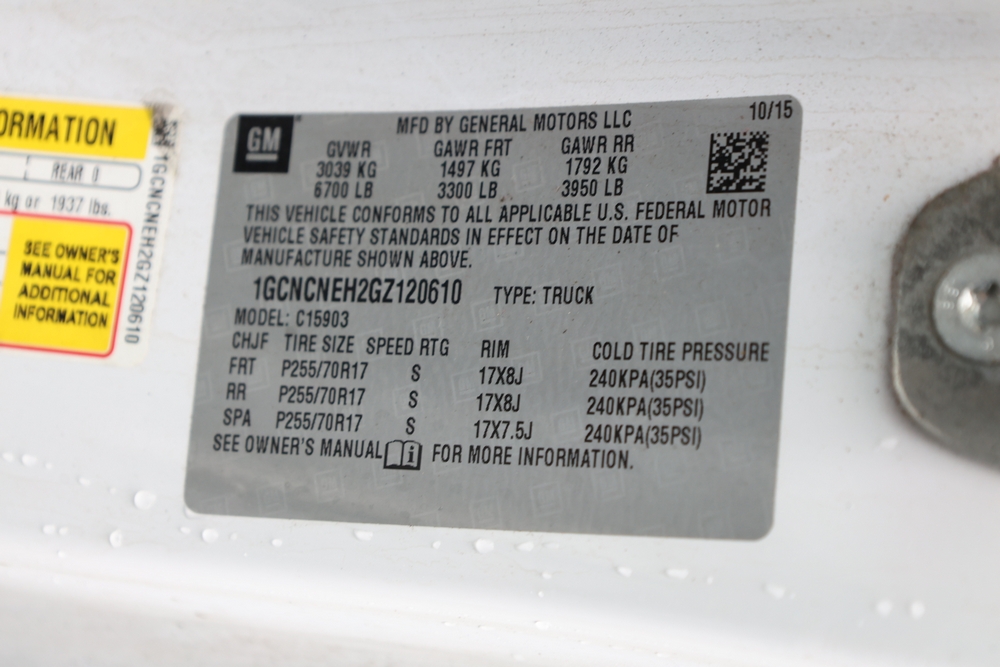 ORMATION
REAR 0
kg or 1937 lbs.
SEE OWNER'S
MANUAL FOR
ADDITIONAL
INFORMATION
1GCNCNEH2GZ120610
GM
MFD BY GENERAL MOTORS LLC
10/15
GVWR GAWR FRT GAWR RR
3039 KG 1497 KG 1792 KG
6700 LB 3300 LB 3950 LB
THIS VEHICLE CONFORMS TO ALL APPLICABLE U.S. FEDERAL MOTOR
VEHICLE SAFETY STANDARDS IN EFFECT ON THE DATE OF
MANUFACTURE SHOWN ABOVE.
1GCNCNEH2GZ120610 TYPE: TRUCK
MODEL: C15903
CHJF TIRE SIZE SPEED RTG RIM COLD TIRE PRESSURE
FRT P255/70R17 S 17X8J 240KPA(35PSI)
RR P255/70R17 S 17X8J 240KPA(35PSI)
SPA P255/70R17 S 17X7.5J 240KPA(35PSI)
SEE OWNER'S MANUAL i FOR MORE INFORMATION.